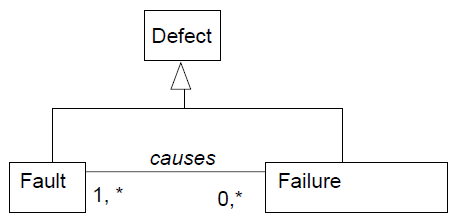 Defect
causes
Fault
Failure
1, *
0,*